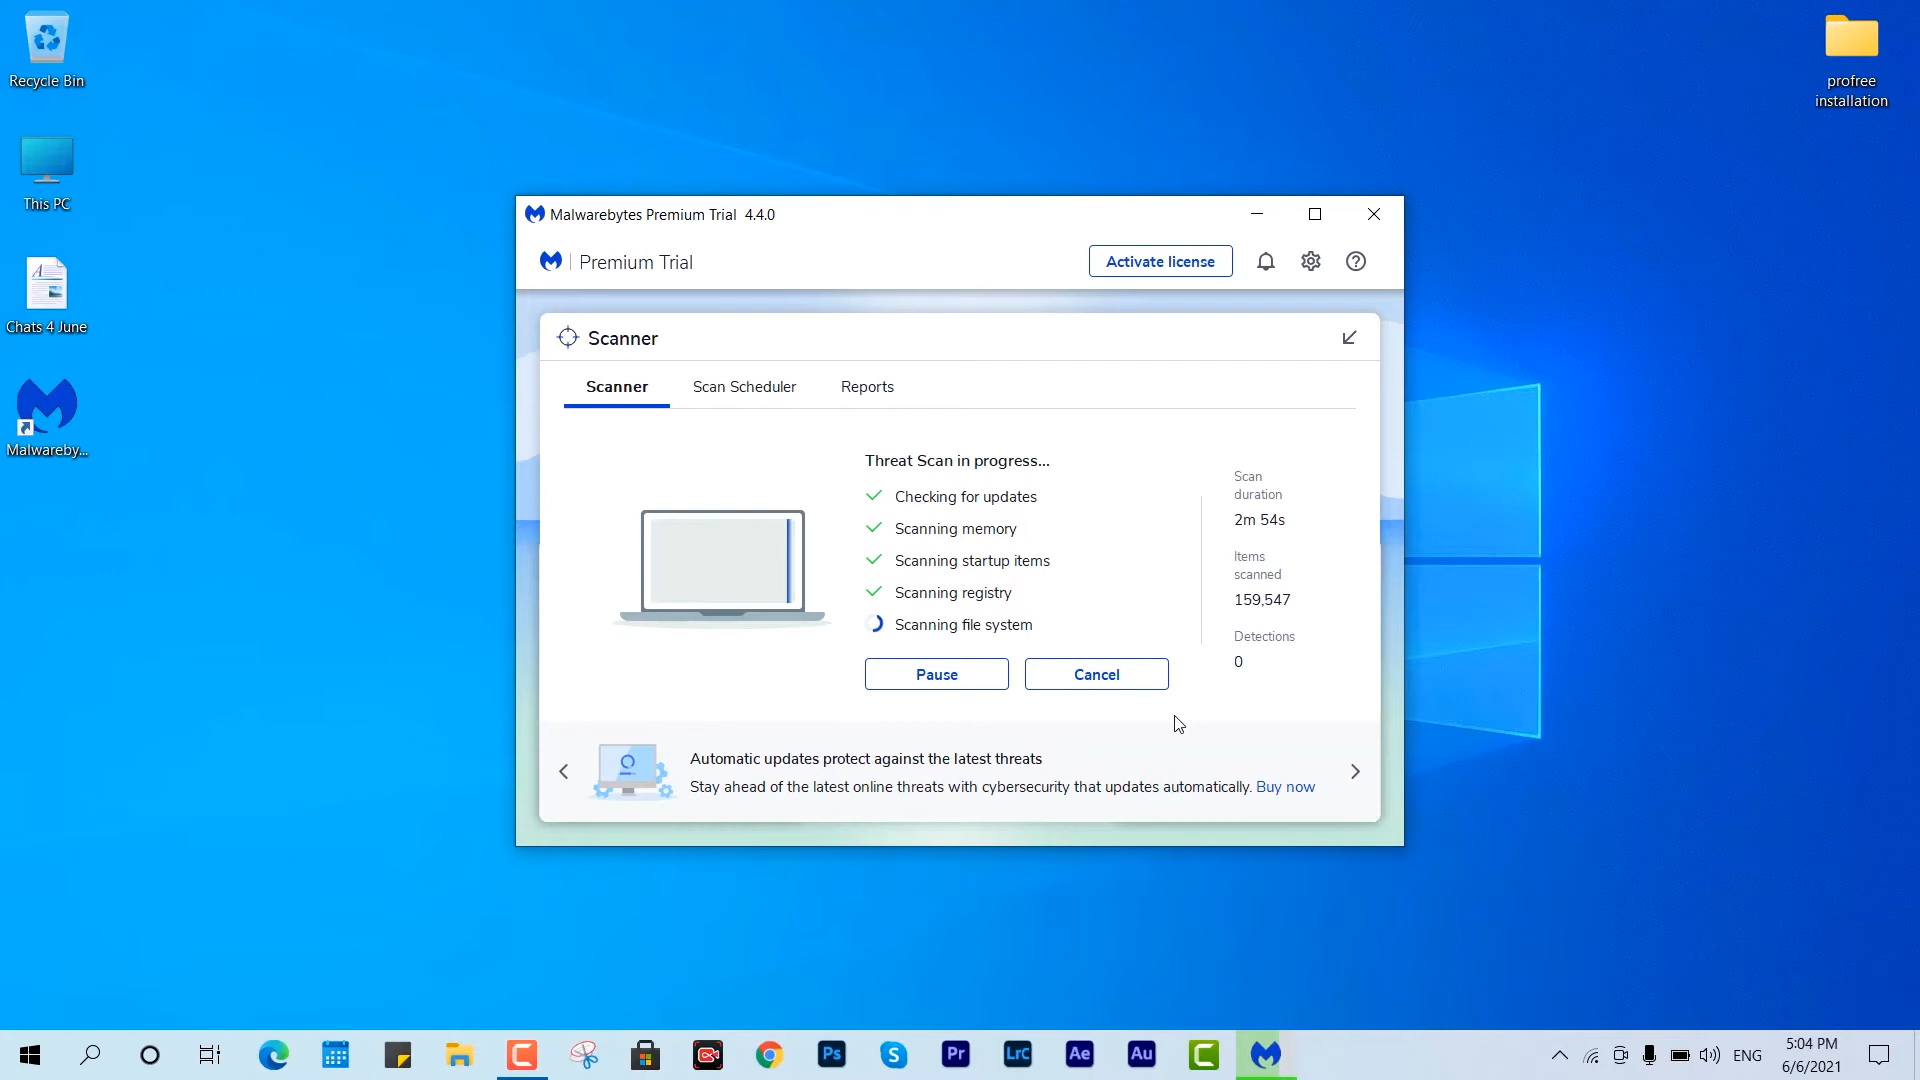 Recycle Bin
This PC
Chats 4 June
Malwareby...
profree
installation
Malwarebytes Premium Trial 4.4.0
Premium Trial
Activate license
Scanner
Scanner Scan Scheduler Reports
Threat Scan in progress...
Checking for updates
Scanning memory
Scanning startup items
Scanning registry
Scanning file system
Pause Cancel
Scan
duration
2m 54s
Items
scanned
159,547
Detections
0
Automatic updates protect against the latest threats
Stay ahead of the latest online threats with cybersecurity that updates automatically. Buy now
Ps
S
Pr
LrC
Ae
Au
ENG
5:04 PM
6/6/2021